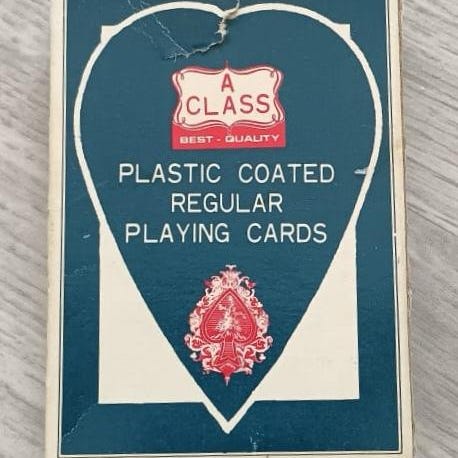 A
CLASS
BEST - QUALITY
PLASTIC COATED
REGULAR
PLAYING CARDS